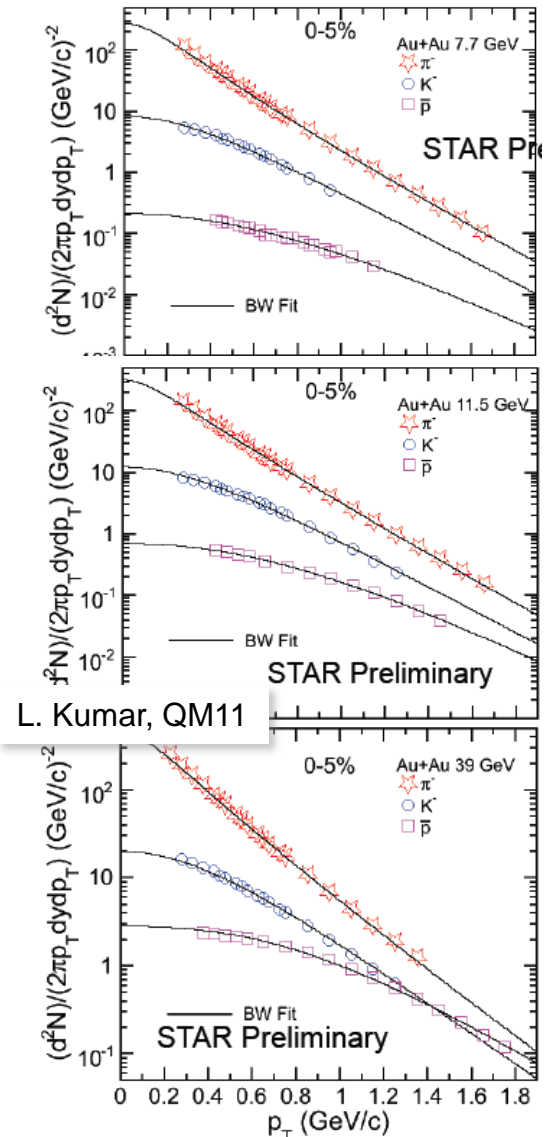 (d²N)/(2πp_T dydp_T) (GeV/c)⁻²
10²
10
1
10⁻¹
10⁻²
10⁻³
0-5%
Au+Au 7.7 GeV
π⁻
K⁻
p̄
STAR Pre
BW Fit
d²N)/(2πp_T dydp_T) (GeV/c)⁻²
10²
10
1
10⁻¹
10⁻²
0-5%
Au+Au 11.5 GeV
π⁻
K⁻
p̄
BW Fit
STAR Preliminary
L. Kumar, QM11
(d²N)/(2πp_T dydp_T) (GeV/c)⁻²
10²
10
1
10⁻¹
0-5%
Au+Au 39 GeV
π⁻
K⁻
p̄
BW Fit
STAR Preliminary
0 0.2 0.4 0.6 0.8 1 1.2 1.4 1.6 1.8
p_T (GeV/c)